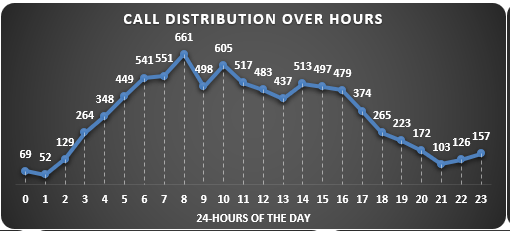 CALL DISTRIBUTION OVER HOURS
69 52 129 264 348 449 541 551 661 498 605 517 483 437 513 497 479 374 265 223 172 103 126 157
0 1 2 3 4 5 6 7 8 9 10 11 12 13 14 15 16 17 18 19 20 21 22 23
24-HOURS OF THE DAY